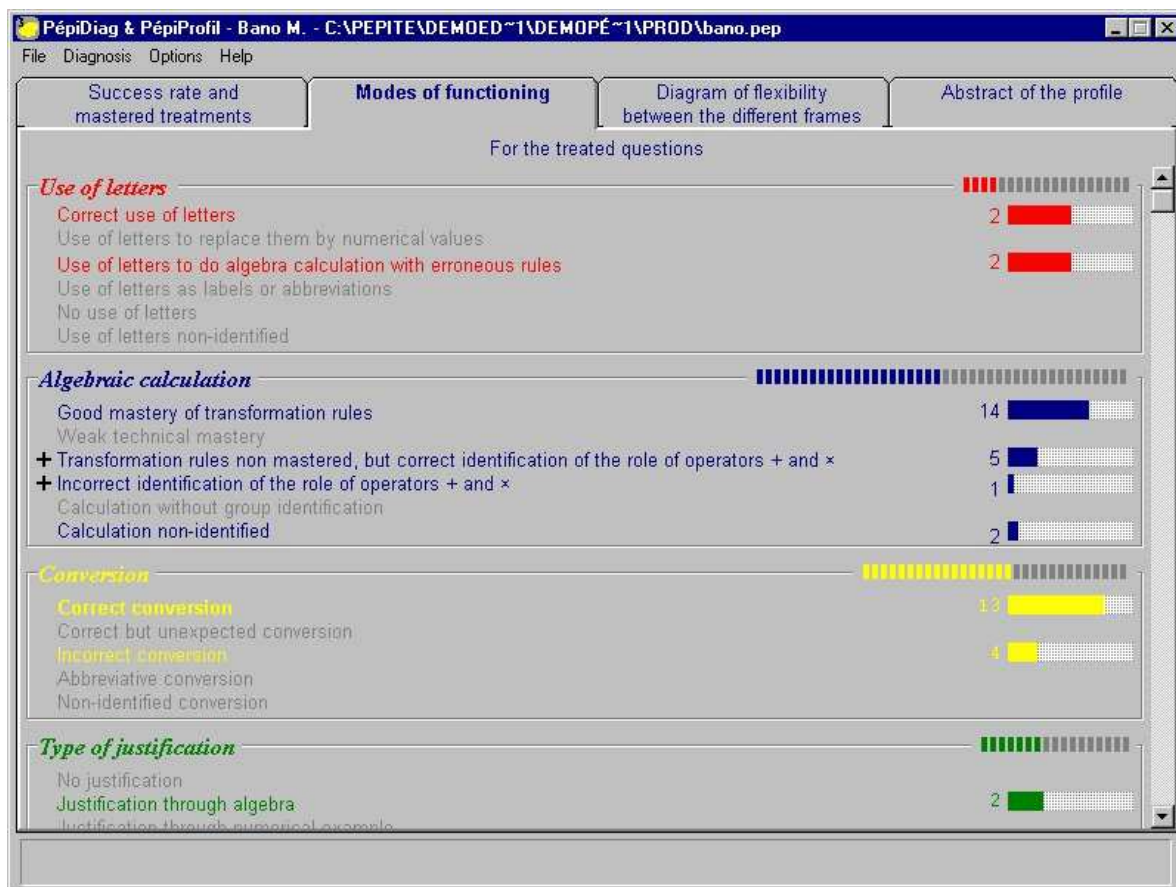 PépiDiag & PépiProfil - Bano M. - C:\PEPITE\DEMOED~1\DEMOPÉ~1\PROD\bano.pep
File Diagnosis Options Help
Success rate and
mastered treatments
Modes of functioning
Diagram of flexibility
between the different frames
Abstract of the profile
For the treated questions
Use of letters
Correct use of letters 2
Use of letters to replace them by numerical values
Use of letters to do algebra calculation with erroneous rules 2
Use of letters as labels or abbreviations
No use of letters
Use of letters non-identified
Algebraic calculation
Good mastery of transformation rules 14
Weak technical mastery
+ Transformation rules non mastered, but correct identification of the role of operators + and × 5
+ Incorrect identification of the role of operators + and × 1
Calculation without group identification
Calculation non-identified 2
Conversion
Correct conversion 13
Correct but unexpected conversion
Incorrect conversion 4
Abbreviative conversion
Non-identified conversion
Type of justification
No justification
Justification through algebra 2
Justification through numerical example